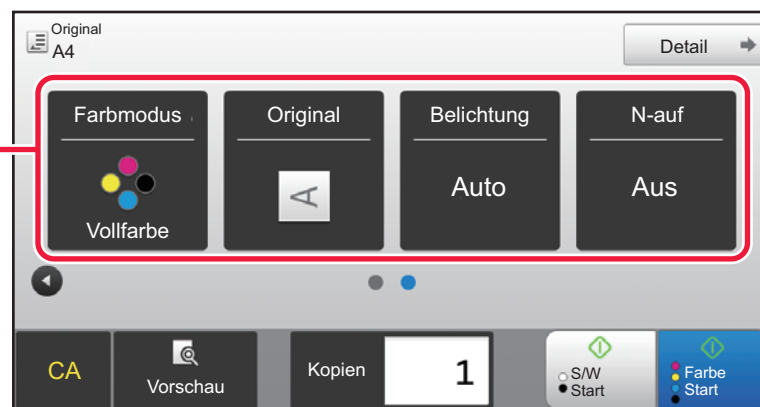 Original
A4
Detail
Farbmodus
Original
Belichtung
N-auf
A
Auto
Aus
Vollfarbe
CA
Vorschau
Kopien
1
S/W
Start
Farbe
Start